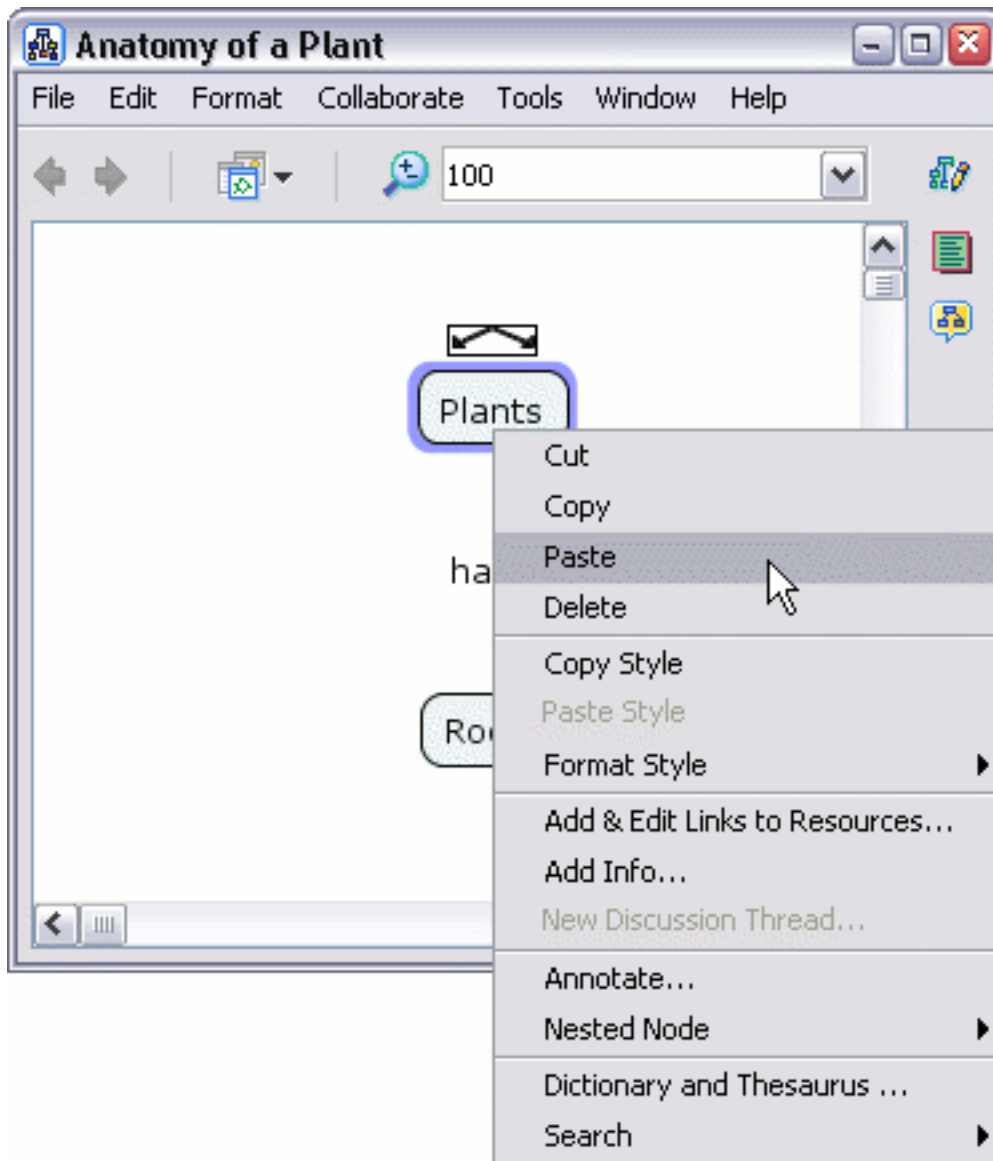 Anatomy of a Plant
File Edit Format Collaborate Tools Window Help
100
Plants
Cut
Copy
ha
Paste
Delete
Copy Style
Paste Style
Ro
Format Style
Add & Edit Links to Resources...
Add Info...
New Discussion Thread...
Annotate...
Nested Node
Dictionary and Thesaurus ...
Search